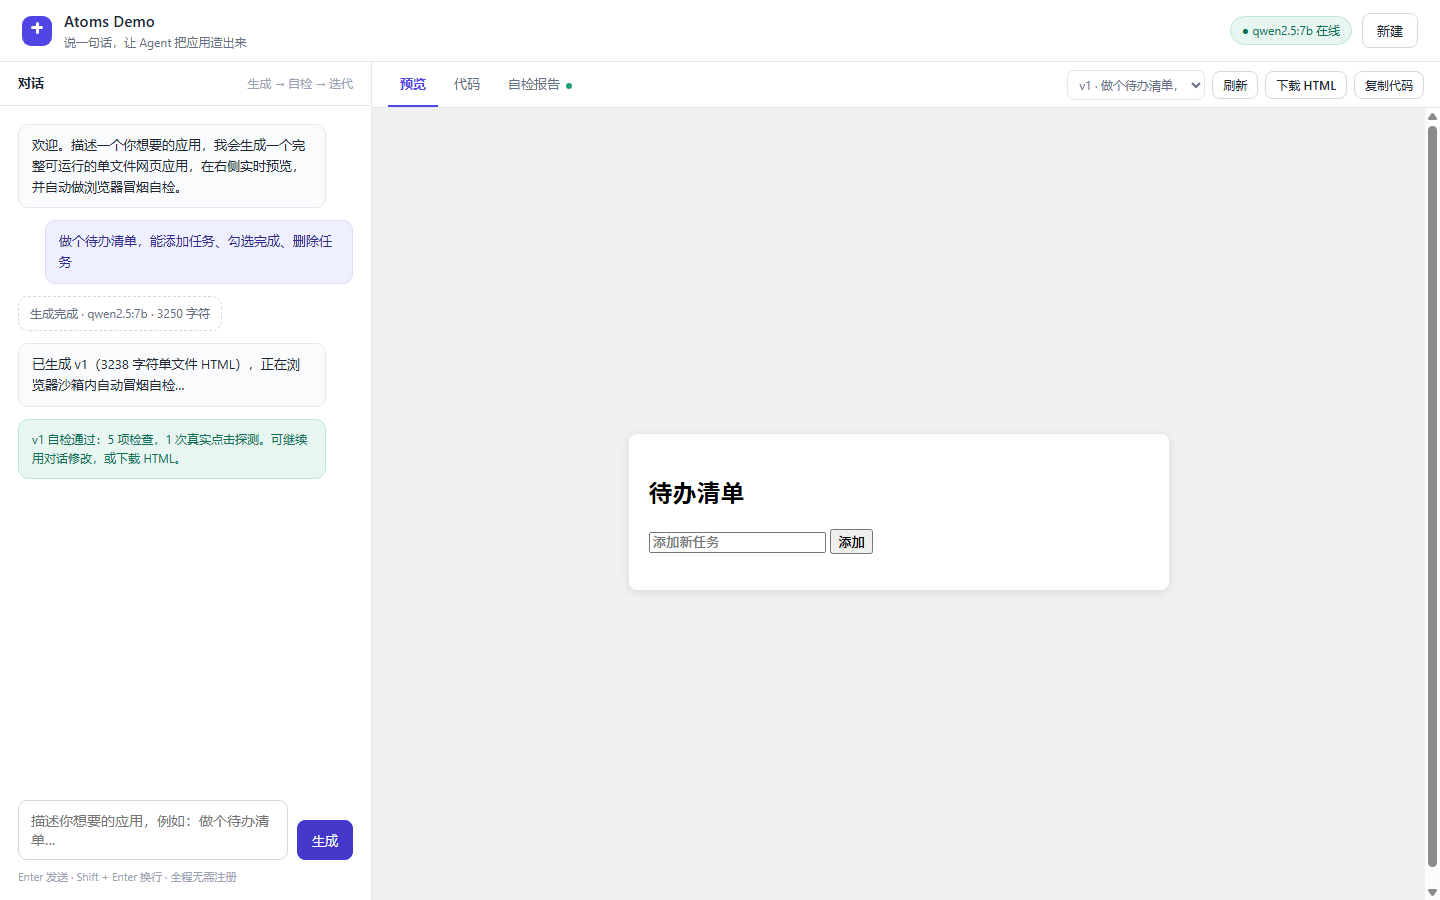 Atoms Demo
说一句话，让 Agent 把应用造出来
● qwen2.5:7b 在线
新建
对话
生成 → 自检 → 迭代
预览
代码
自检报告
v1 · 做个待办清单，
刷新
下载 HTML
复制代码
欢迎。描述一个你想要的应用，我会生成一个完
整可运行的单文件网页应用，在右侧实时预览，
并自动做浏览器冒烟自检。
做个待办清单，能添加任务、勾选完成、删除任
务
生成完成 · qwen2.5:7b · 3250 字符
已生成 v1（3238 字符单文件 HTML），正在浏
览器沙箱内自动冒烟自检...
v1 自检通过：5 项检查，1 次真实点击探测。可继续
用对话修改，或下载 HTML。
待办清单
添加新任务
添加
描述你想要的应用，例如：做个待办清
单...
生成
Enter 发送 · Shift + Enter 换行 · 全程无需注册